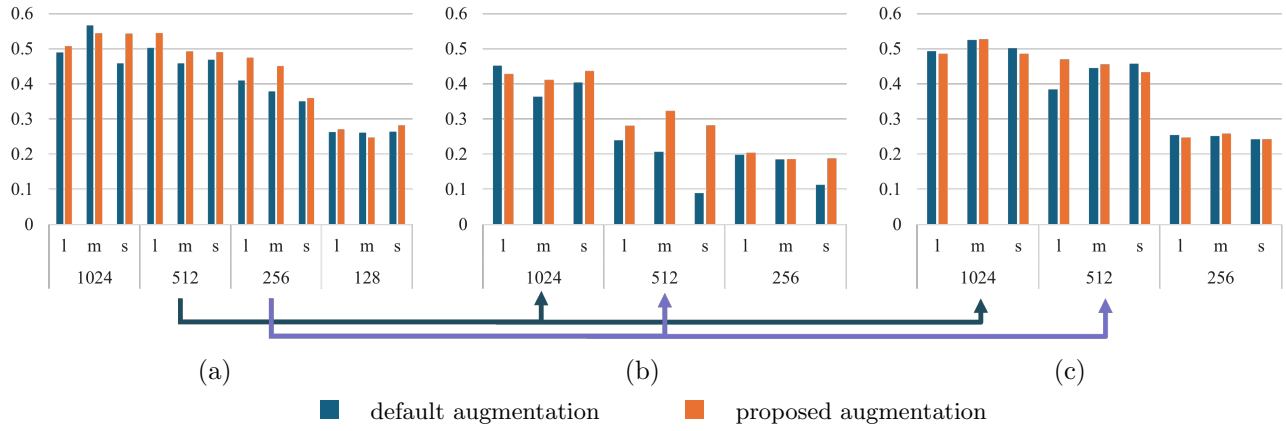 0.6 0.6 0.6
0.5 0.5 0.5
0.4 0.4 0.4
0.3 0.3 0.3
0.2 0.2 0.2
0.1 0.1 0.1
0 0 0
l m s l m s l m s l m s l m s l m s l m s l m s l m s l m s
1024 512 256 128 1024 512 256 1024 512 256
(a) (b) (c)
default augmentation proposed augmentation